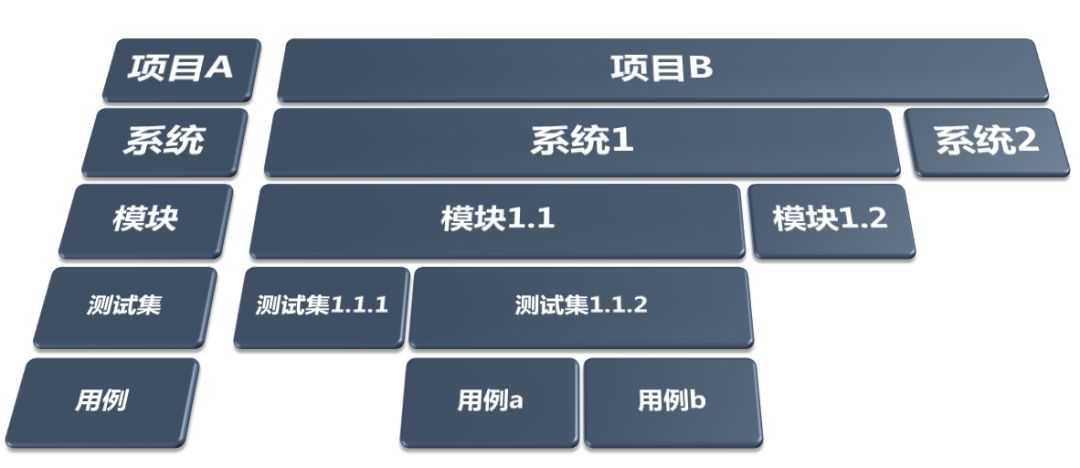 项目A
项目B
系统
系统1
系统2
模块
模块1.1
模块1.2
测试集
测试集1.1.1
测试集1.1.2
用例
用例a
用例b